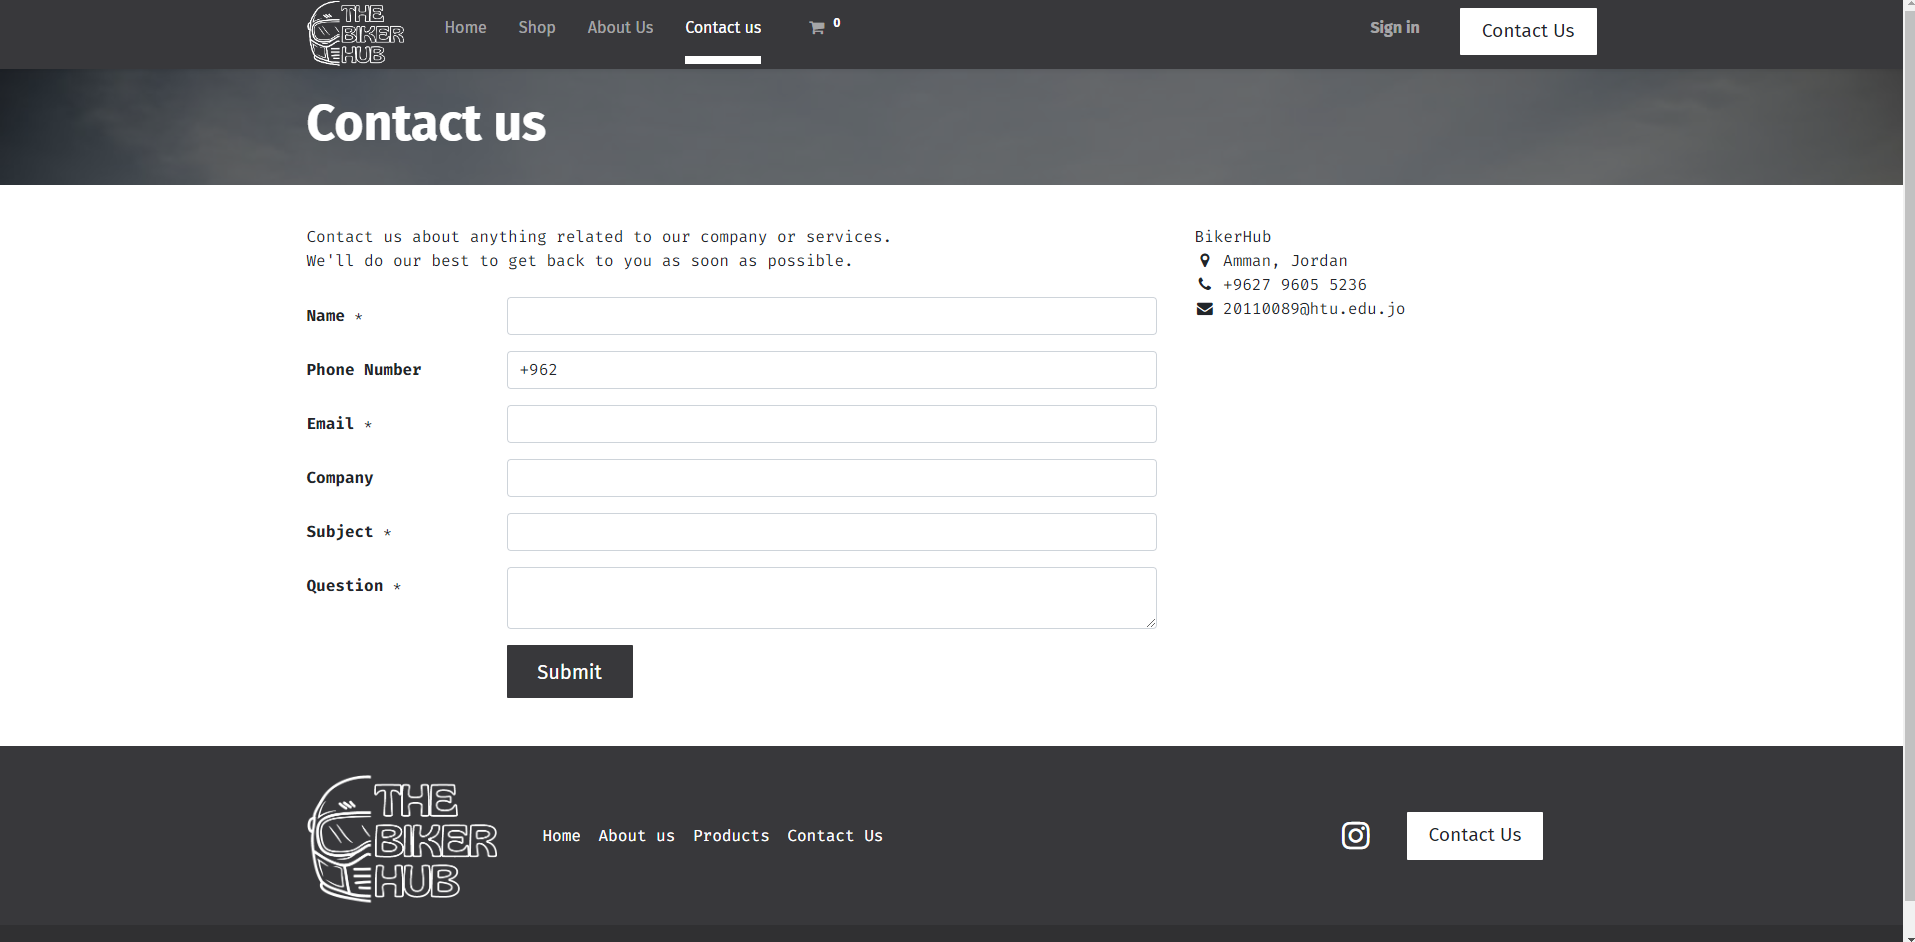 THE
BIKER
HUB
Home Shop About Us Contact us 0 Sign in Contact Us
Contact us
Contact us about anything related to our company or services.
We'll do our best to get back to you as soon as possible.
BikerHub
Amman, Jordan
+9627 9605 5236
20110089@htu.edu.jo
Name *
Phone Number +962
Email *
Company
Subject *
Question *
Submit
THE
BIKER
HUB
Home About us Products Contact Us Contact Us